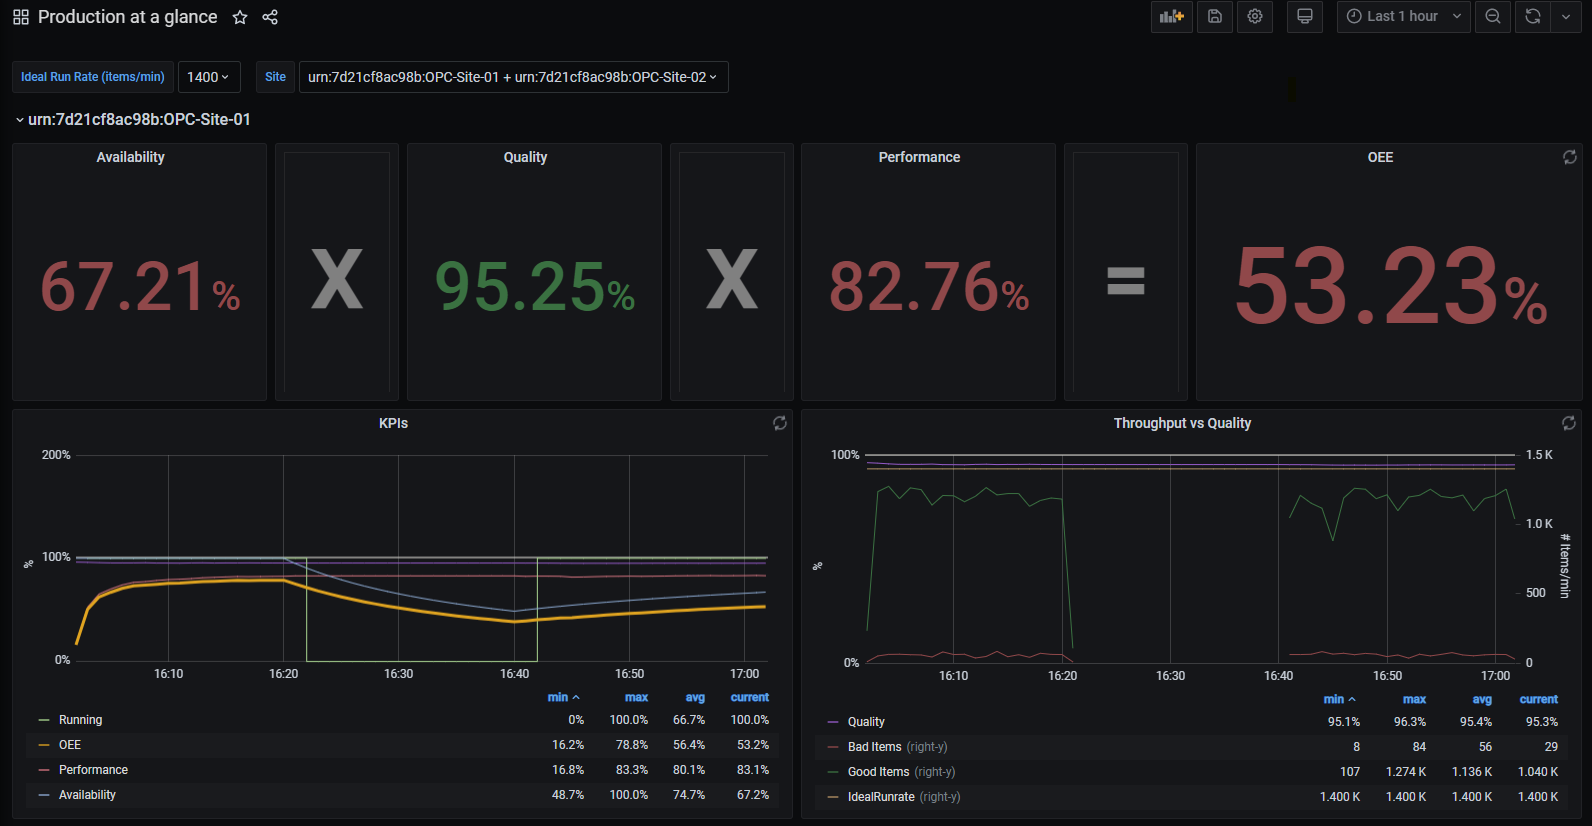 Production at a glance
Last 1 hour
Ideal Run Rate (items/min) 1400 Site urn:7d21cf8ac98b:OPC-Site-01 + urn:7d21cf8ac98b:OPC-Site-02
urn:7d21cf8ac98b:OPC-Site-01
Availability
67.21%
X
Quality
95.25%
X
Performance
82.76%
=
OEE
53.23%
KPIs
200%
100%
0%
%
16:10 16:20 16:30 16:40 16:50 17:00
min max avg current
Running 0% 100.0% 66.7% 100.0%
OEE 16.2% 78.8% 56.4% 53.2%
Performance 16.8% 83.3% 80.1% 83.1%
Availability 48.7% 100.0% 74.7% 67.2%
Throughput vs Quality
100%
0%
%
1.5 K
1.0 K
500
0
# Items/min
16:10 16:20 16:30 16:40 16:50 17:00
min max avg current
Quality 95.1% 96.3% 95.4% 95.3%
Bad Items (right-y) 8 84 56 29
Good Items (right-y) 107 1.274 K 1.136 K 1.040 K
IdealRunrate (right-y) 1.400 K 1.400 K 1.400 K 1.400 K